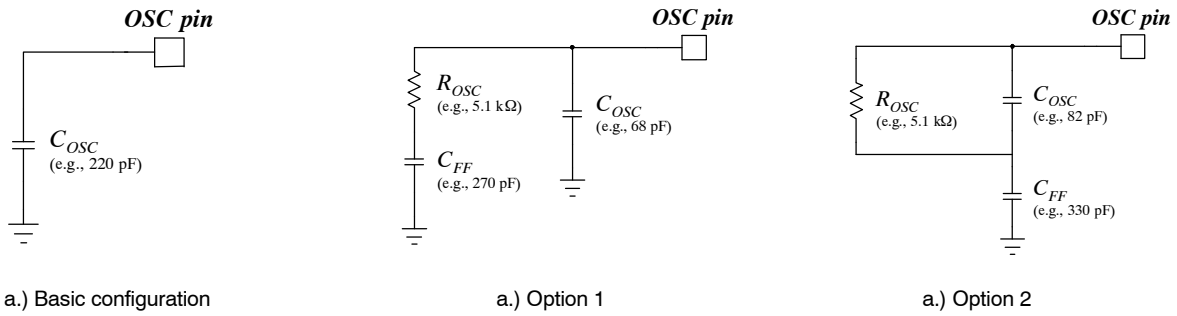 OSC pin
C_OSC
(e.g., 220 pF)
a.) Basic configuration
OSC pin
R_OSC
(e.g., 5.1 kΩ)
C_OSC
(e.g., 68 pF)
C_FF
(e.g., 270 pF)
a.) Option 1
OSC pin
R_OSC
(e.g., 5.1 kΩ)
C_OSC
(e.g., 82 pF)
C_FF
(e.g., 330 pF)
a.) Option 2